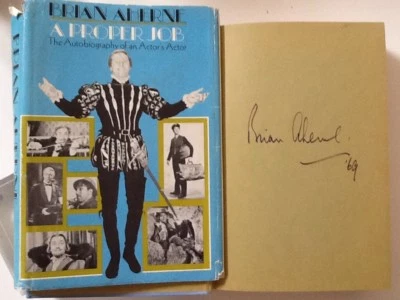 BRIAN AHERNE
A PROPER JOB
The Autobiography of an Actor's Actor
Brian Aherne
'69